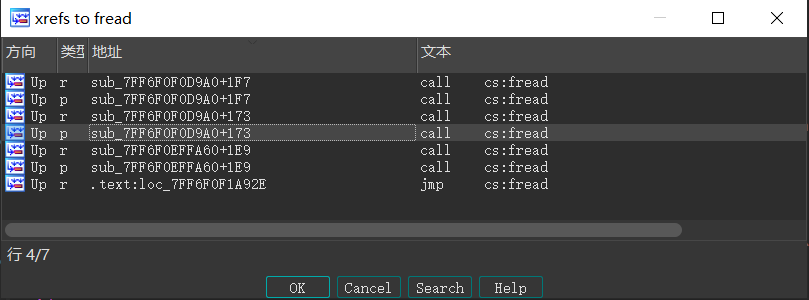 xrefs to fread
方向 类型 地址 文本
Up r sub_7FF6F0F0D9A0+1F7 call cs:fread
Up p sub_7FF6F0F0D9A0+1F7 call cs:fread
Up r sub_7FF6F0F0D9A0+173 call cs:fread
Up p sub_7FF6F0F0D9A0+173 call cs:fread
Up r sub_7FF6F0EFFA60+1E9 call cs:fread
Up p sub_7FF6F0EFFA60+1E9 call cs:fread
Up r .text:loc_7FF6F0F1A92E jmp cs:fread
行 4/7
OK Cancel Search Help